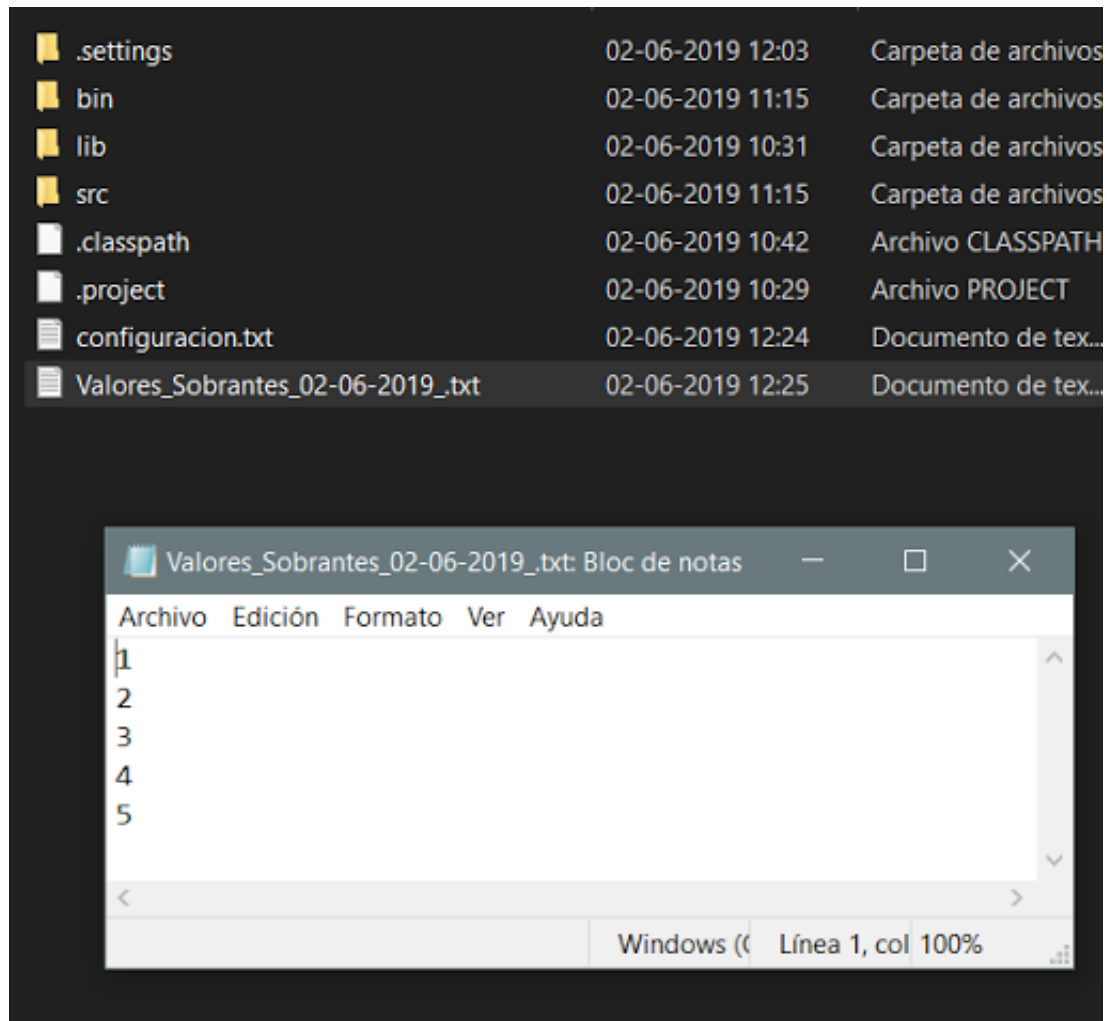 .settings 02-06-2019 12:03 Carpeta de archivos
bin 02-06-2019 11:15 Carpeta de archivos
lib 02-06-2019 10:31 Carpeta de archivos
src 02-06-2019 11:15 Carpeta de archivos
.classpath 02-06-2019 10:42 Archivo CLASSPATH
.project 02-06-2019 10:29 Archivo PROJECT
configuracion.txt 02-06-2019 12:24 Documento de tex...
Valores_Sobrantes_02-06-2019_.txt 02-06-2019 12:25 Documento de tex...
Valores_Sobrantes_02-06-2019_.txt: Bloc de notas
Archivo Edición Formato Ver Ayuda
1
2
3
4
5
Windows (C Línea 1, col 100%